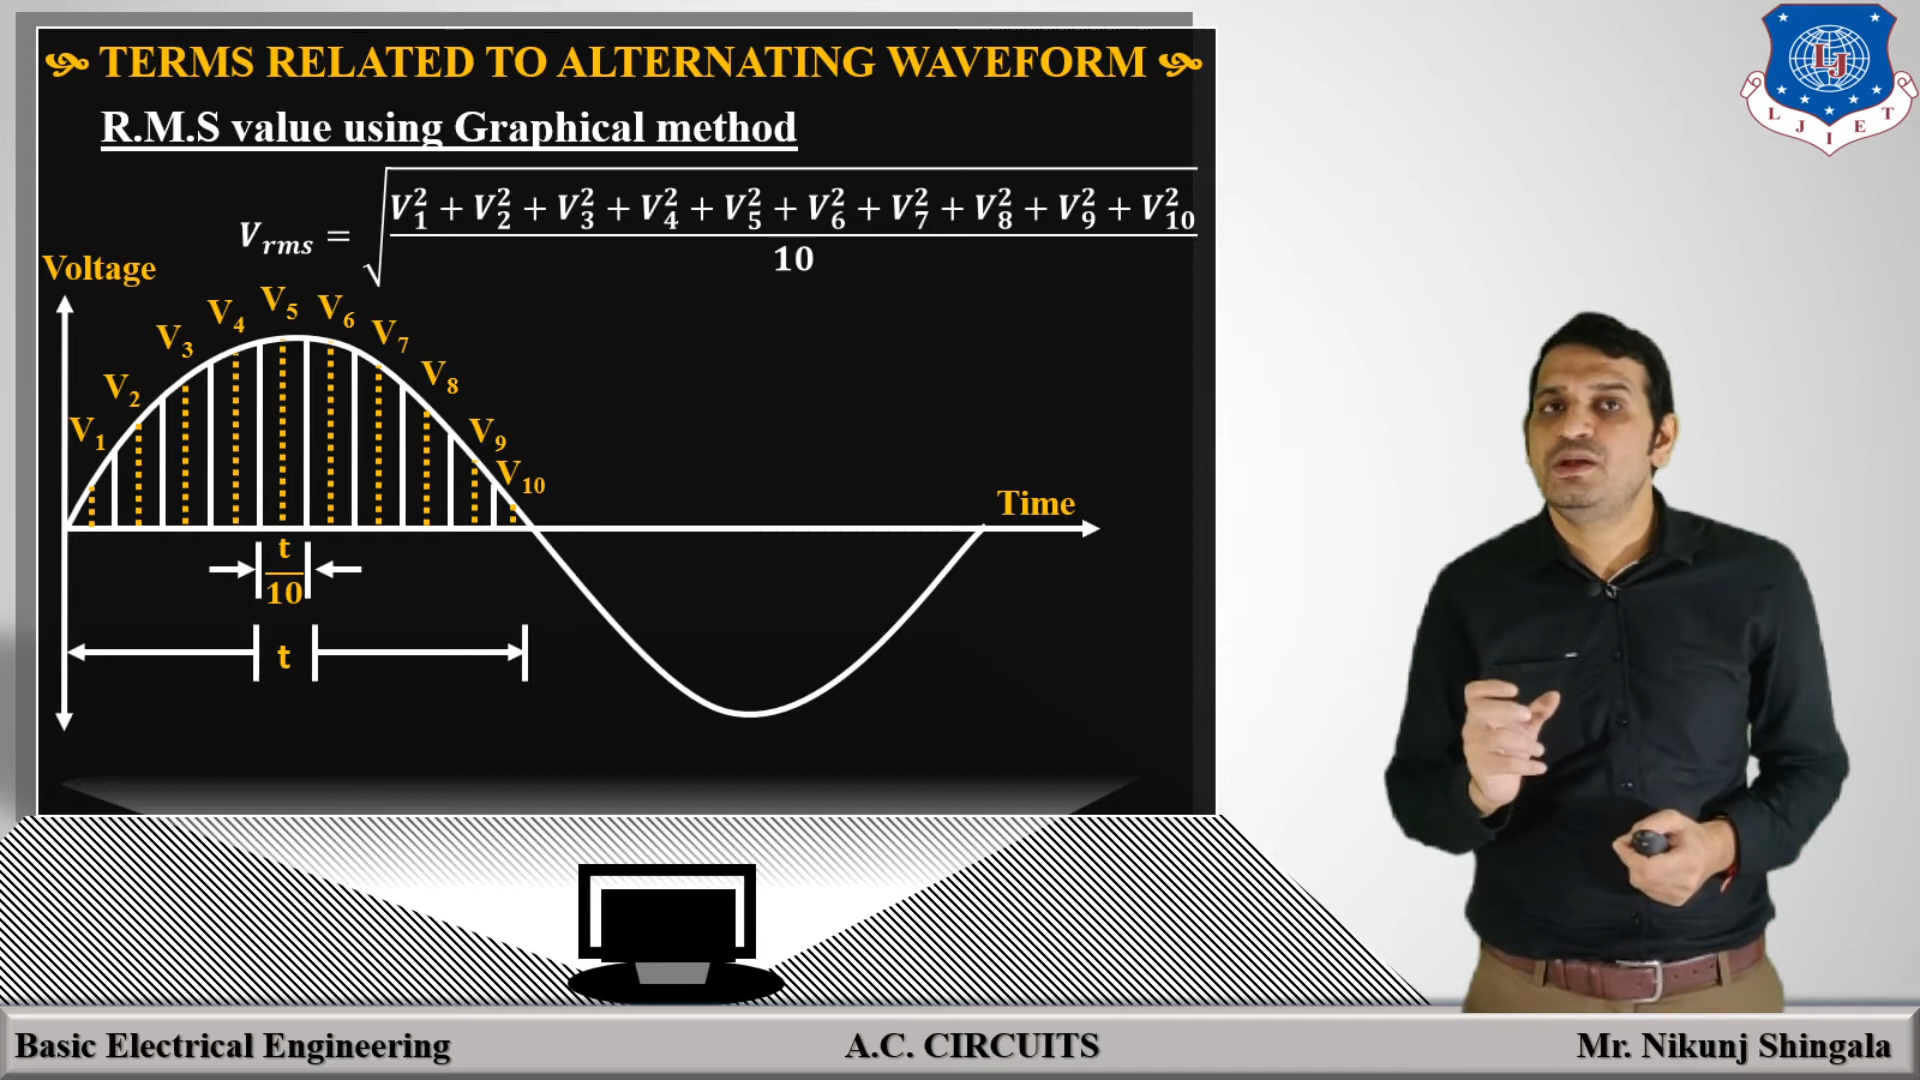 TERMS RELATED TO ALTERNATING WAVEFORM
R.M.S value using Graphical method
V_rms = √((V₁² + V₂² + V₃² + V₄² + V₅² + V₆² + V₇² + V₈² + V₉² + V₁₀²) / 10)
Voltage
V₁
V₂
V₃
V₄
V₅
V₆
V₇
V₈
V₉
V₁₀
Time
t
10
t
LJ
L J I E T
Basic Electrical Engineering
A.C. CIRCUITS
Mr. Nikunj Shingala